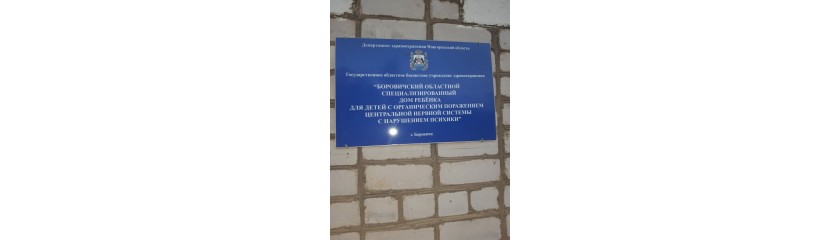 Департамент здравоохранения Новгородской области
Государственное областное бюджетное учреждение здравоохранения
"БОРОВИЧСКИЙ ОБЛАСТНОЙ
СПЕЦИАЛИЗИРОВАННЫЙ
ДОМ РЕБЁНКА
ДЛЯ ДЕТЕЙ С ОРГАНИЧЕСКИМ ПОРАЖЕНИЕМ
ЦЕНТРАЛЬНОЙ НЕРВНОЙ СИСТЕМЫ
С НАРУШЕНИЕМ ПСИХИКИ"
г. Боровичи